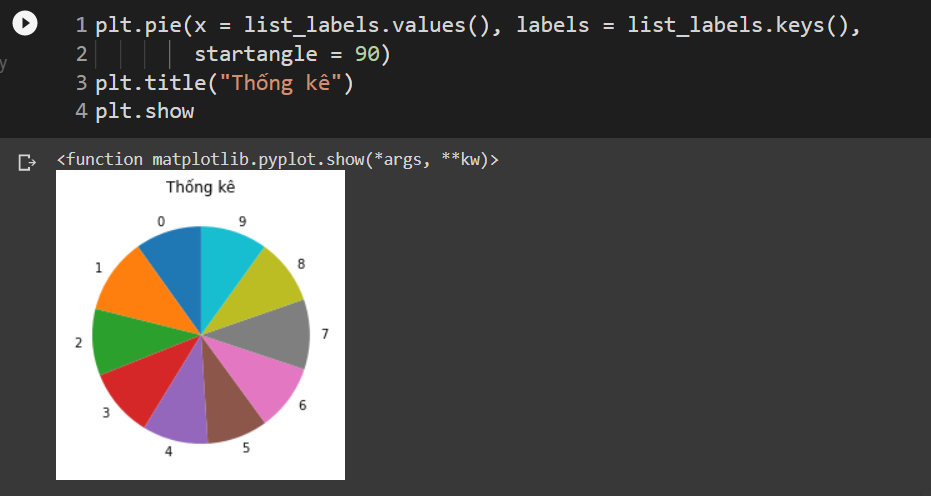 1 plt.pie(x = list_labels.values(), labels = list_labels.keys(),
2 startangle = 90)
3 plt.title("Thống kê")
4 plt.show
<function matplotlib.pyplot.show(*args, **kw)>
Thống kê
0 9
1 8
2 7
3 6
4 5